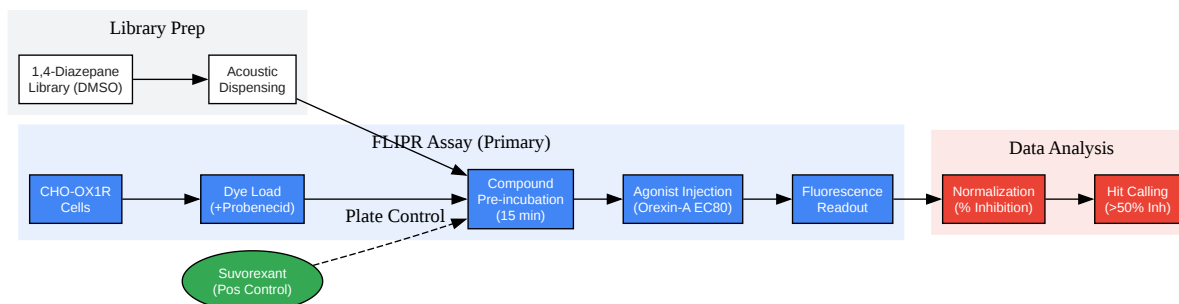 Library Prep
1,4-Diazepane
Library (DMSO)
Acoustic
Dispensing
FLIPR Assay (Primary)
CHO-OX1R
Cells
Dye Load
(+Probenecid)
Compound
Pre-incubation
(15 min)
Agonist Injection
(Orexin-A EC80)
Fluorescence
Readout
Plate Control
Suvorexant
(Pos Control)
Data Analysis
Normalization
(% Inhibition)
Hit Calling
(>50% Inh)